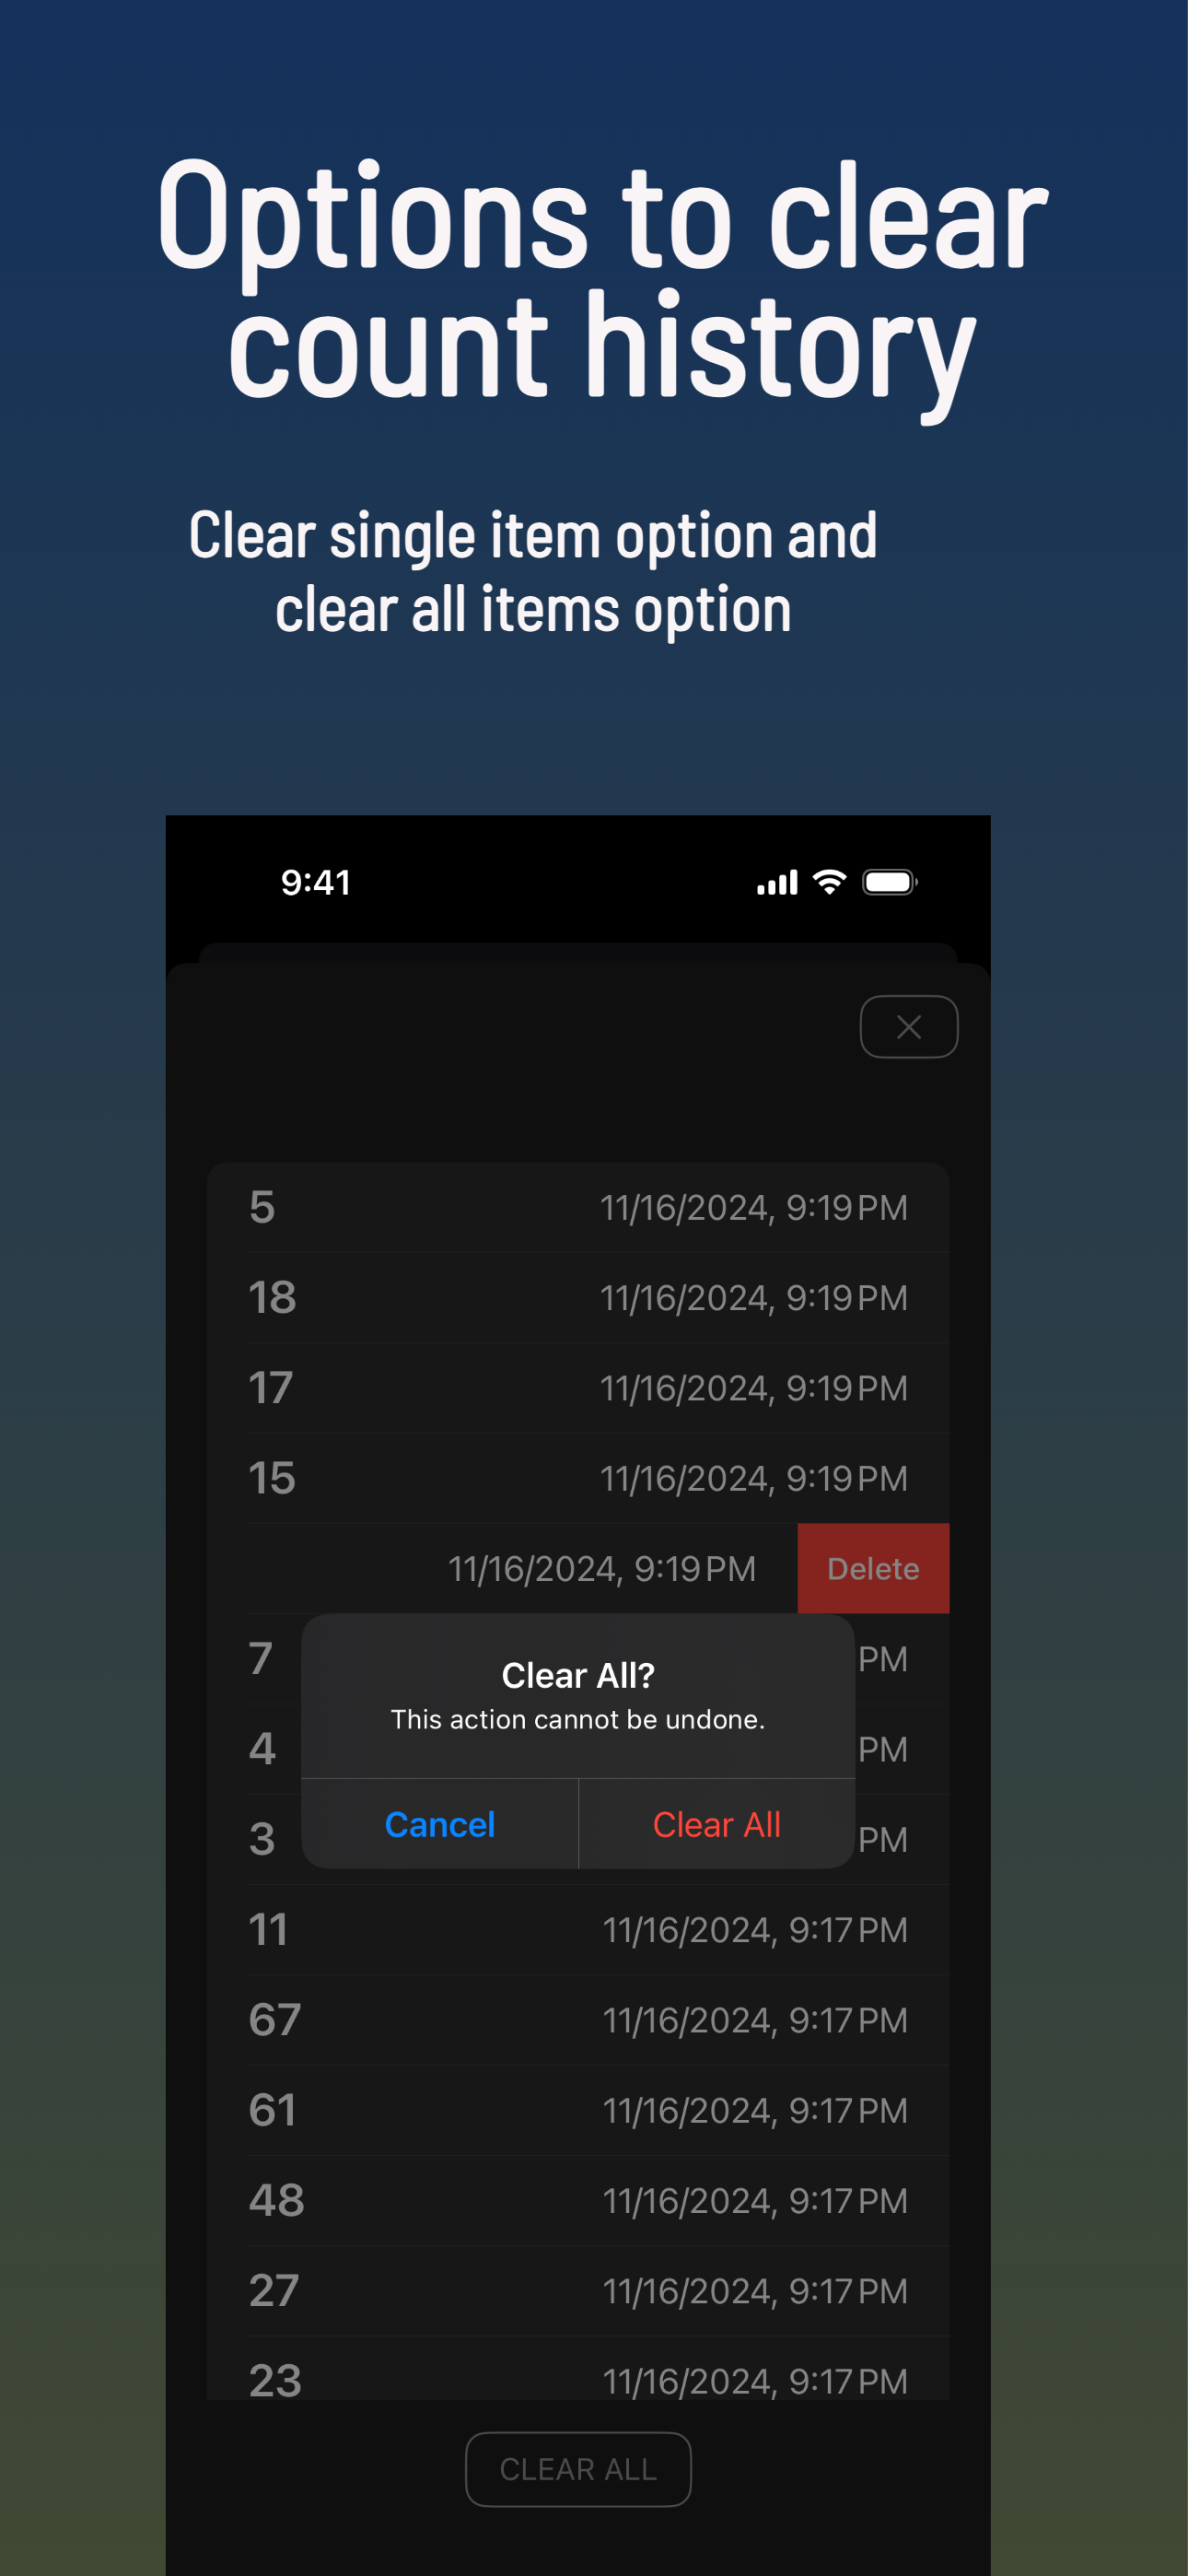 Options to clear
count history
Clear single item option and
clear all items option
9:41
5 11/16/2024, 9:19 PM
18 11/16/2024, 9:19 PM
17 11/16/2024, 9:19 PM
15 11/16/2024, 9:19 PM
11/16/2024, 9:19 PM Delete
7 PM
Clear All?
This action cannot be undone.
4 PM
Cancel Clear All
3 PM
11 11/16/2024, 9:17 PM
67 11/16/2024, 9:17 PM
61 11/16/2024, 9:17 PM
48 11/16/2024, 9:17 PM
27 11/16/2024, 9:17 PM
23 11/16/2024, 9:17 PM
CLEAR ALL